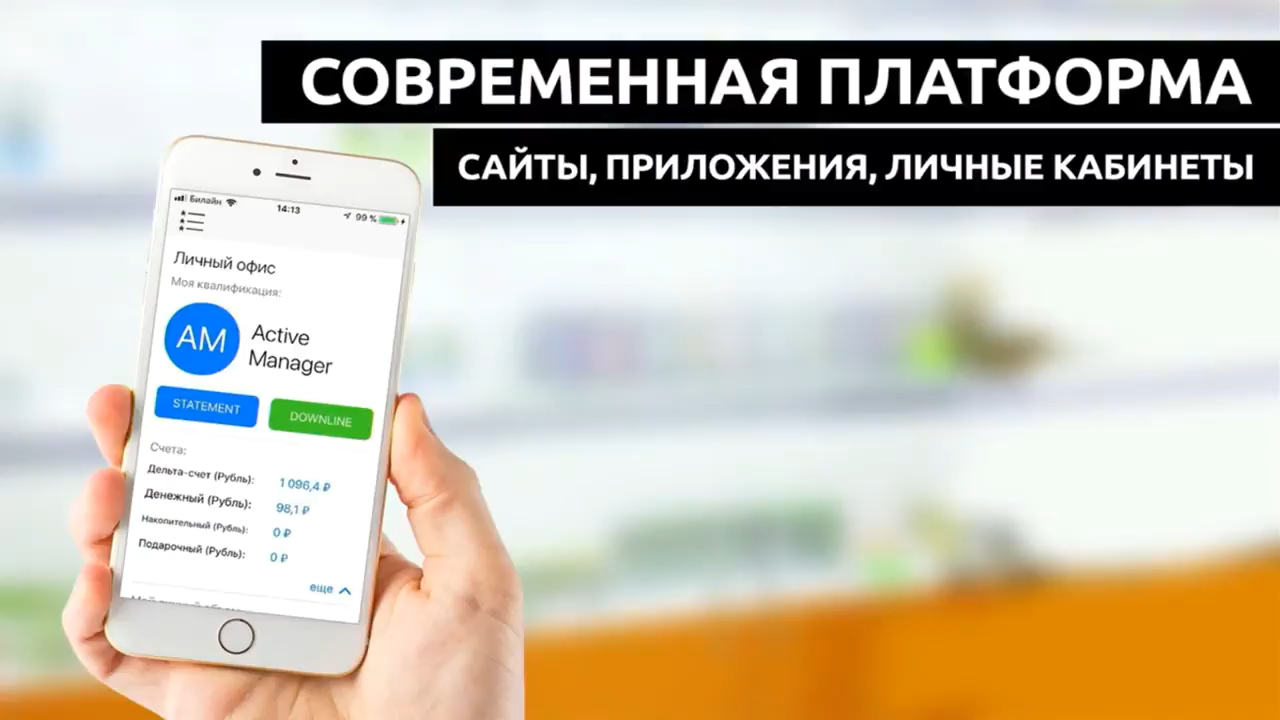 СОВРЕМЕННАЯ ПЛАТФОРМА
САЙТЫ, ПРИЛОЖЕНИЯ, ЛИЧНЫЕ КАБИНЕТЫ
Билайн 14:13 99 %
Личный офис
Моя квалификация:
AM
Active
Manager
STATEMENT DOWNLINE
Счета:
Дельта-счет (Рубль): 1 096,4 ₽
Денежный (Рубль): 98,1 ₽
Накопительный (Рубль): 0 ₽
Подарочный (Рубль): 0 ₽
еще